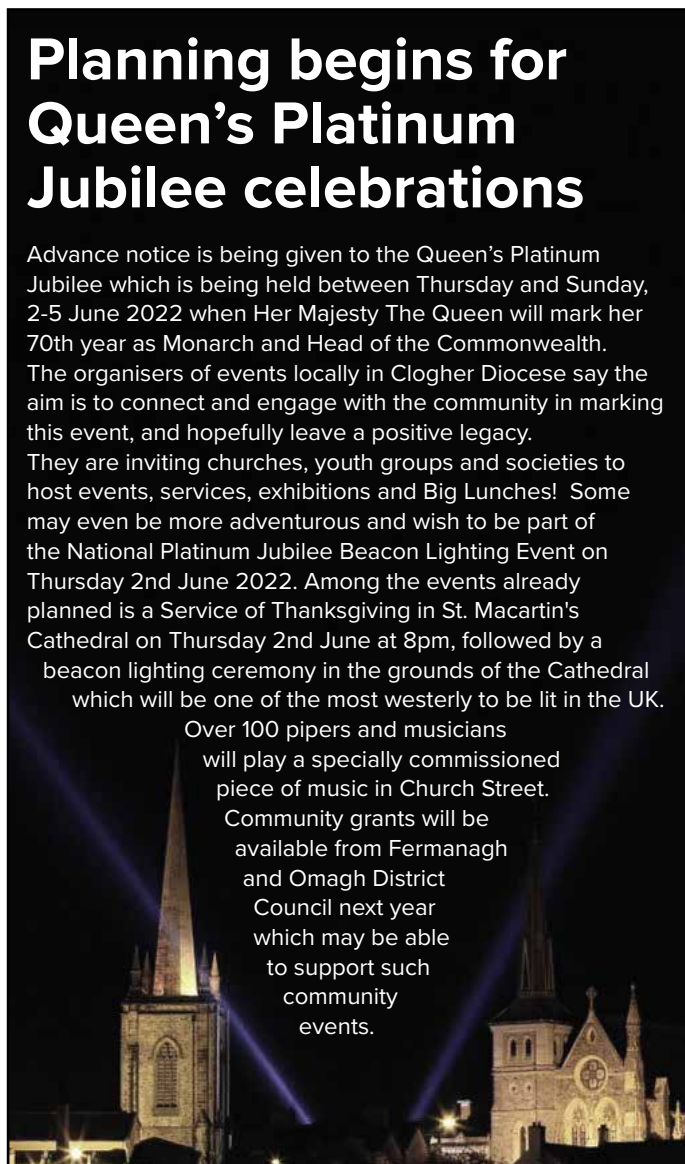 Planning begins for
Queen’s Platinum
Jubilee celebrations
Advance notice is being given to the Queen’s Platinum
Jubilee which is being held between Thursday and Sunday,
2-5 June 2022 when Her Majesty The Queen will mark her
70th year as Monarch and Head of the Commonwealth.
The organisers of events locally in Clogher Diocese say the
aim is to connect and engage with the community in marking
this event, and hopefully leave a positive legacy.
They are inviting churches, youth groups and societies to
host events, services, exhibitions and Big Lunches!  Some
may even be more adventurous and wish to be part of
the National Platinum Jubilee Beacon Lighting Event on
Thursday 2nd June 2022. Among the events already
planned is a Service of Thanksgiving in St. Macartin's
Cathedral on Thursday 2nd June at 8pm, followed by a
beacon lighting ceremony in the grounds of the Cathedral
which will be one of the most westerly to be lit in the UK.
Over 100 pipers and musicians
will play a specially commissioned
piece of music in Church Street.
Community grants will be
available from Fermanagh
and Omagh District
Council next year
which may be able
to support such
community
events.